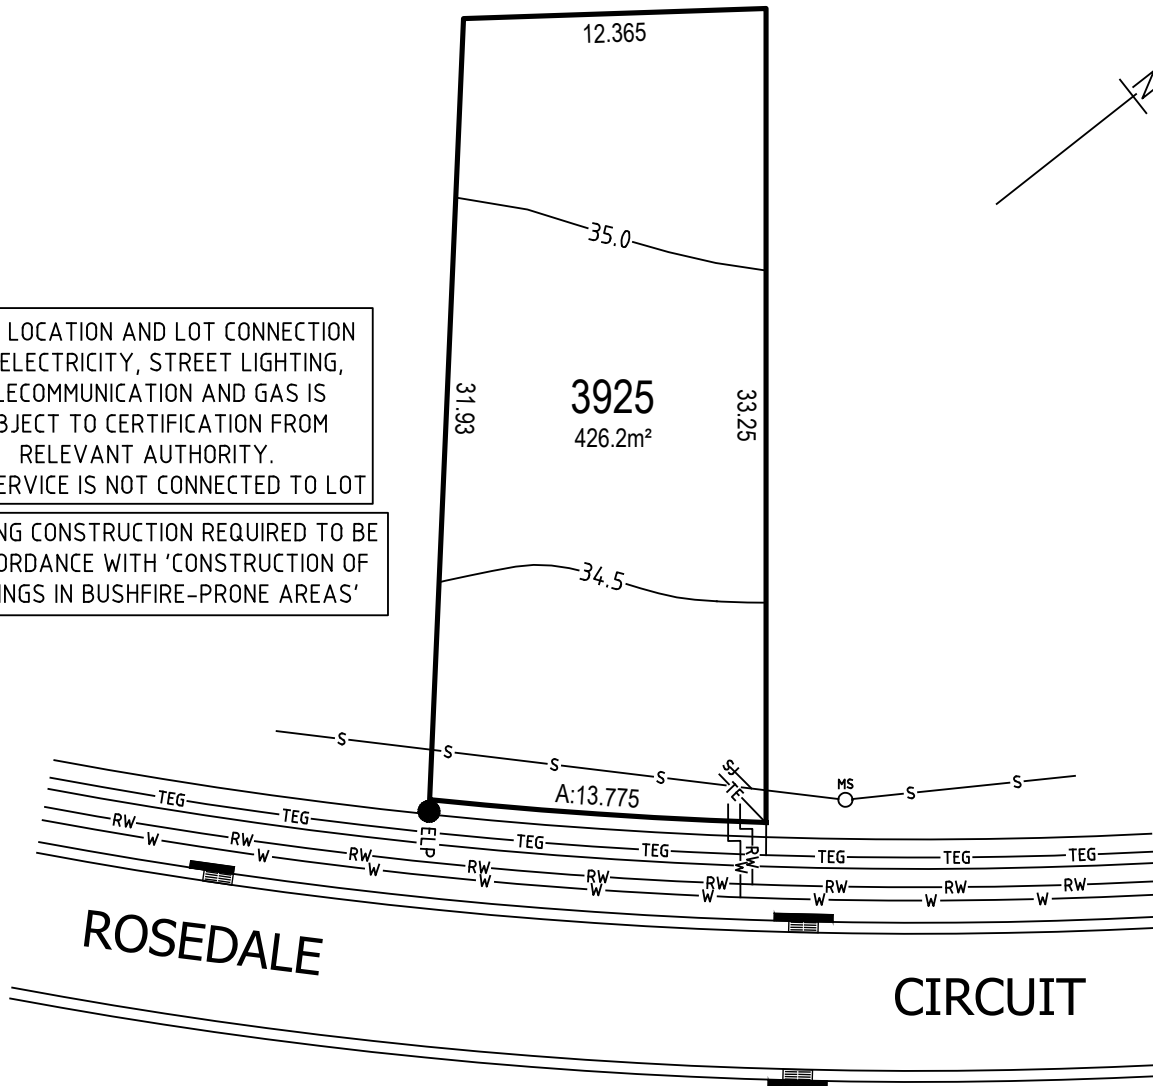 12.365
N
35.0
LOCATION AND LOT CONNECTION
ELECTRICITY, STREET LIGHTING,
LECOMMUNICATION AND GAS IS
BJECT TO CERTIFICATION FROM
RELEVANT AUTHORITY.
ERVICE IS NOT CONNECTED TO LOT
31.93
3925
426.2m²
33.25
NG CONSTRUCTION REQUIRED TO BE
ORDANCE WITH 'CONSTRUCTION OF
INGS IN BUSHFIRE-PRONE AREAS'
34.5
S S S S S S
SJ
TE
MS
A:13.775
ELP
TEG TEG TEG TEG TEG TEG TEG
RW RW RW RW RW RW RW RW RW
W W W W W W W W W
RW
W
ROSEDALE
CIRCUIT